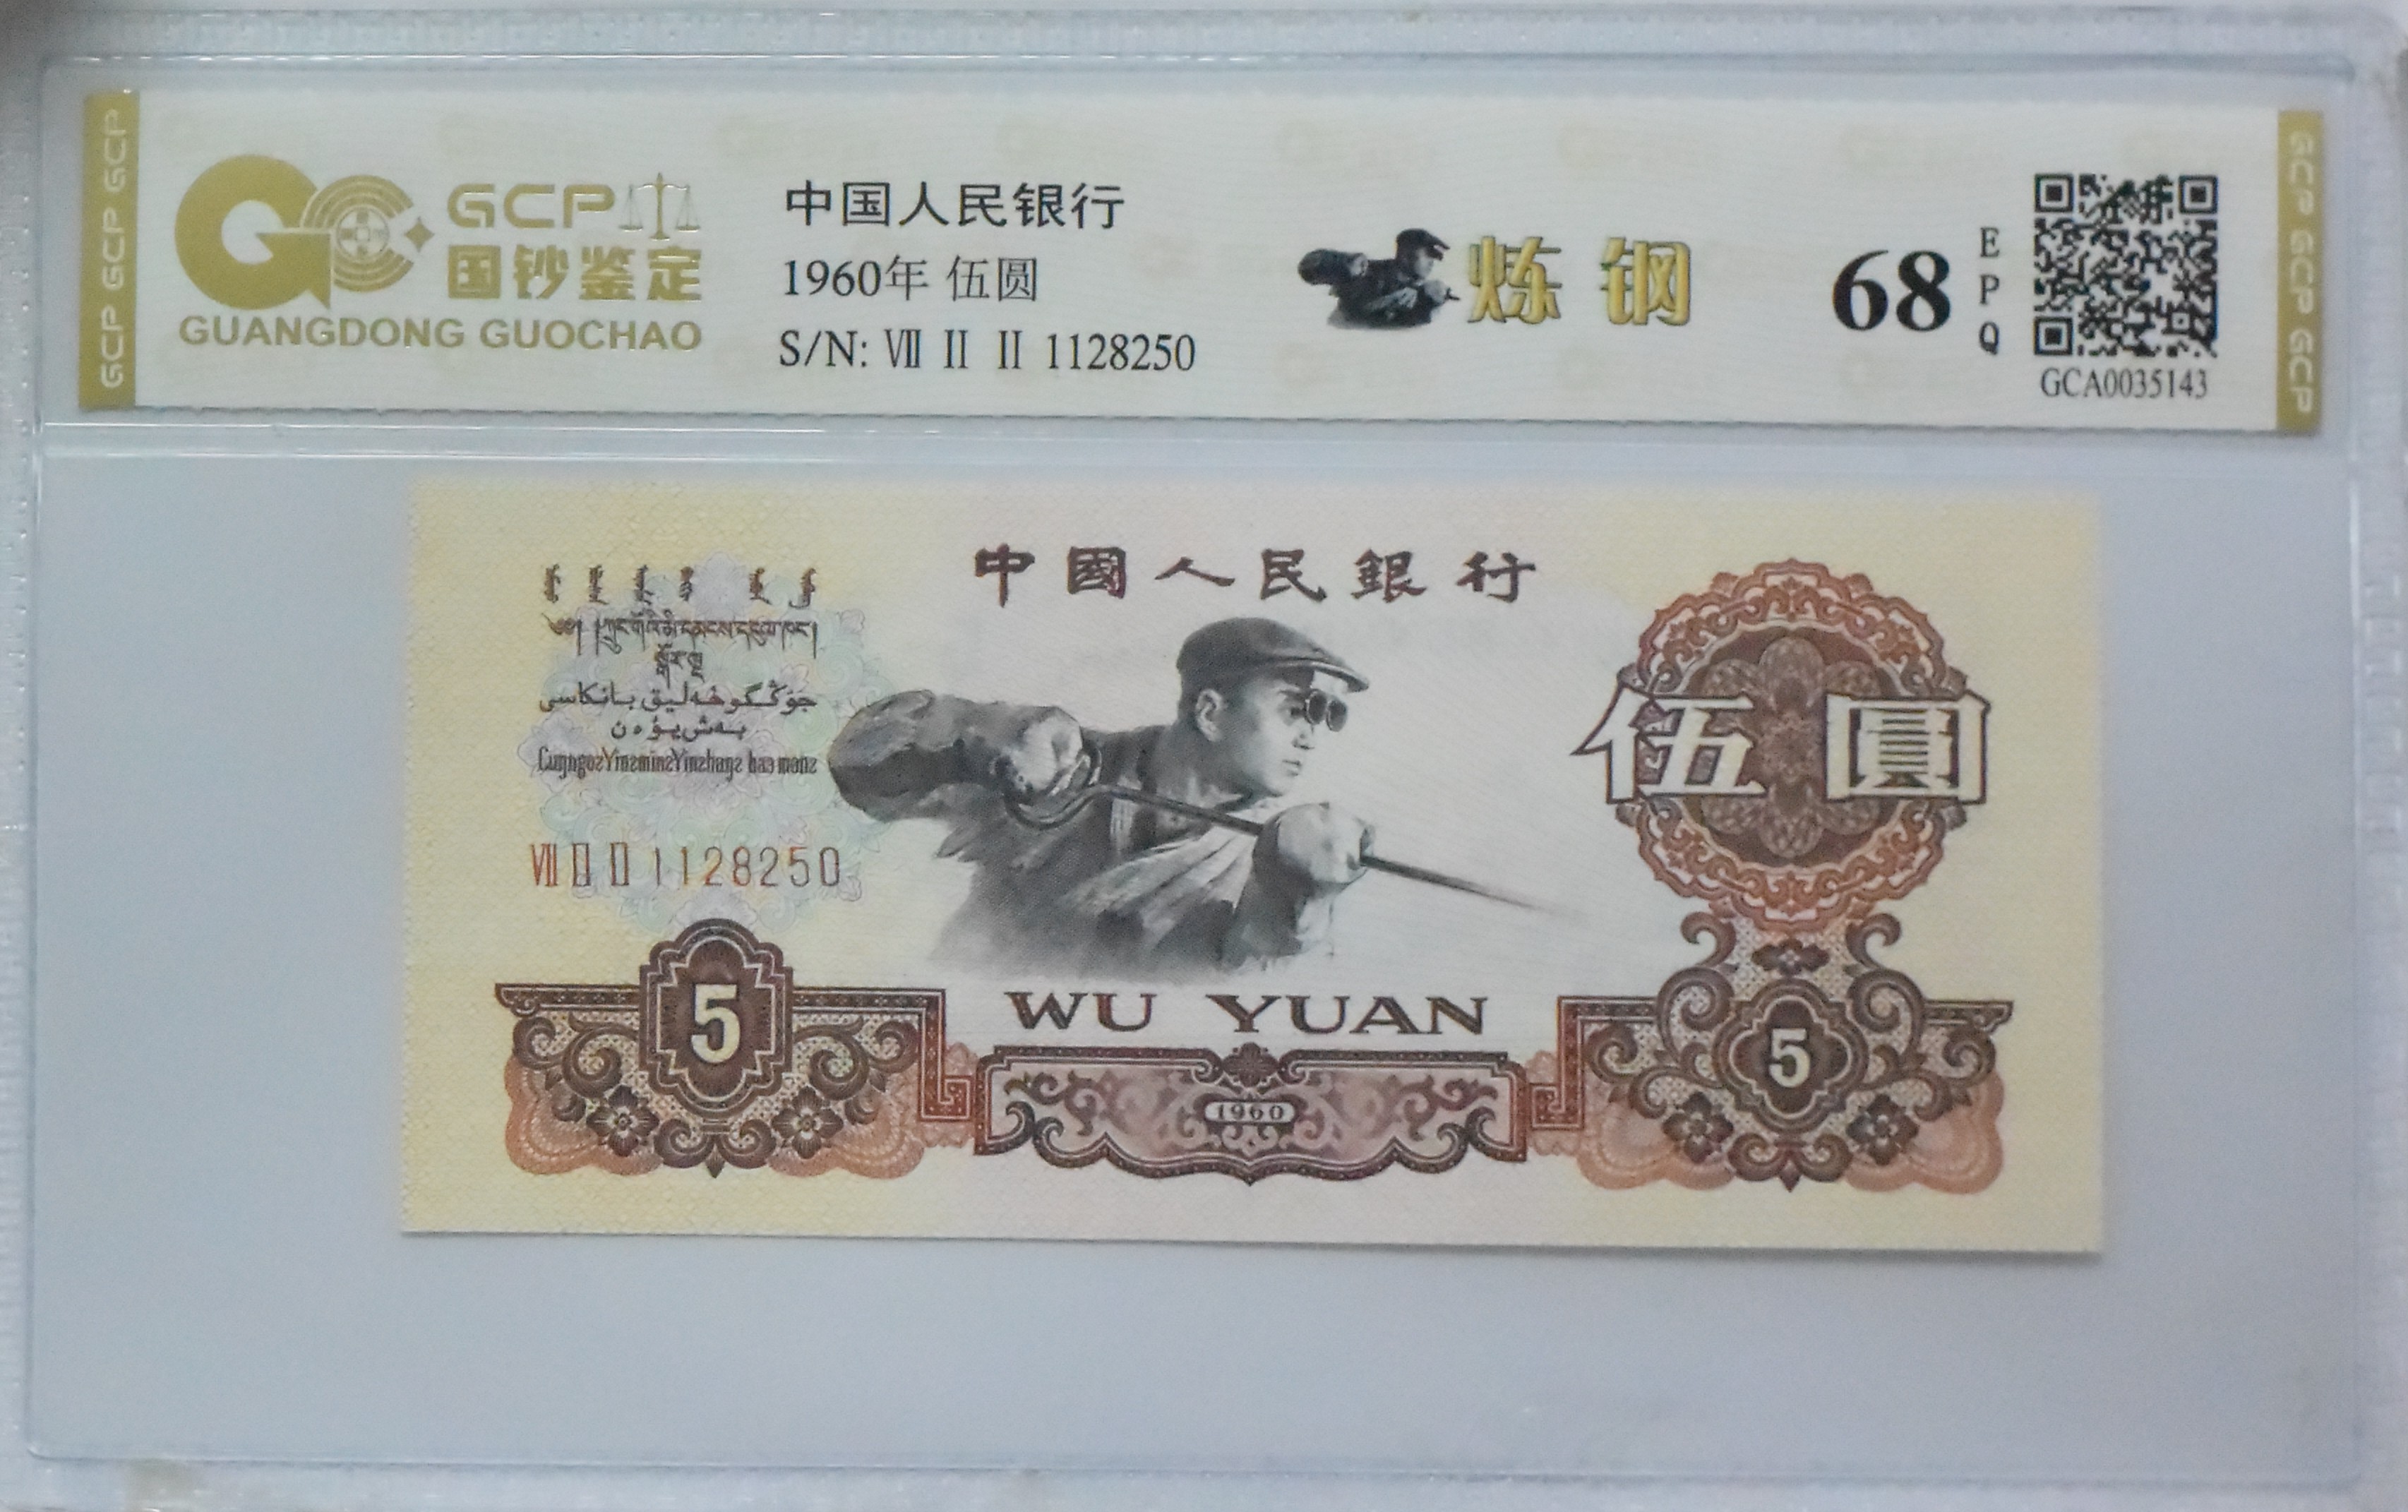 GCP GCP GCP
GCP
国钞鉴定
GUANGDONG GUOCHAO
中国人民银行
1960年 伍圆
S/N: Ⅶ Ⅱ Ⅱ 1128250
炼钢
68
EPQ
GCA0035143
GCP GCP GCP
中國人民銀行
伍圓
Ⅶ Ⅱ Ⅱ 1128250
5
WU YUAN
5
1960